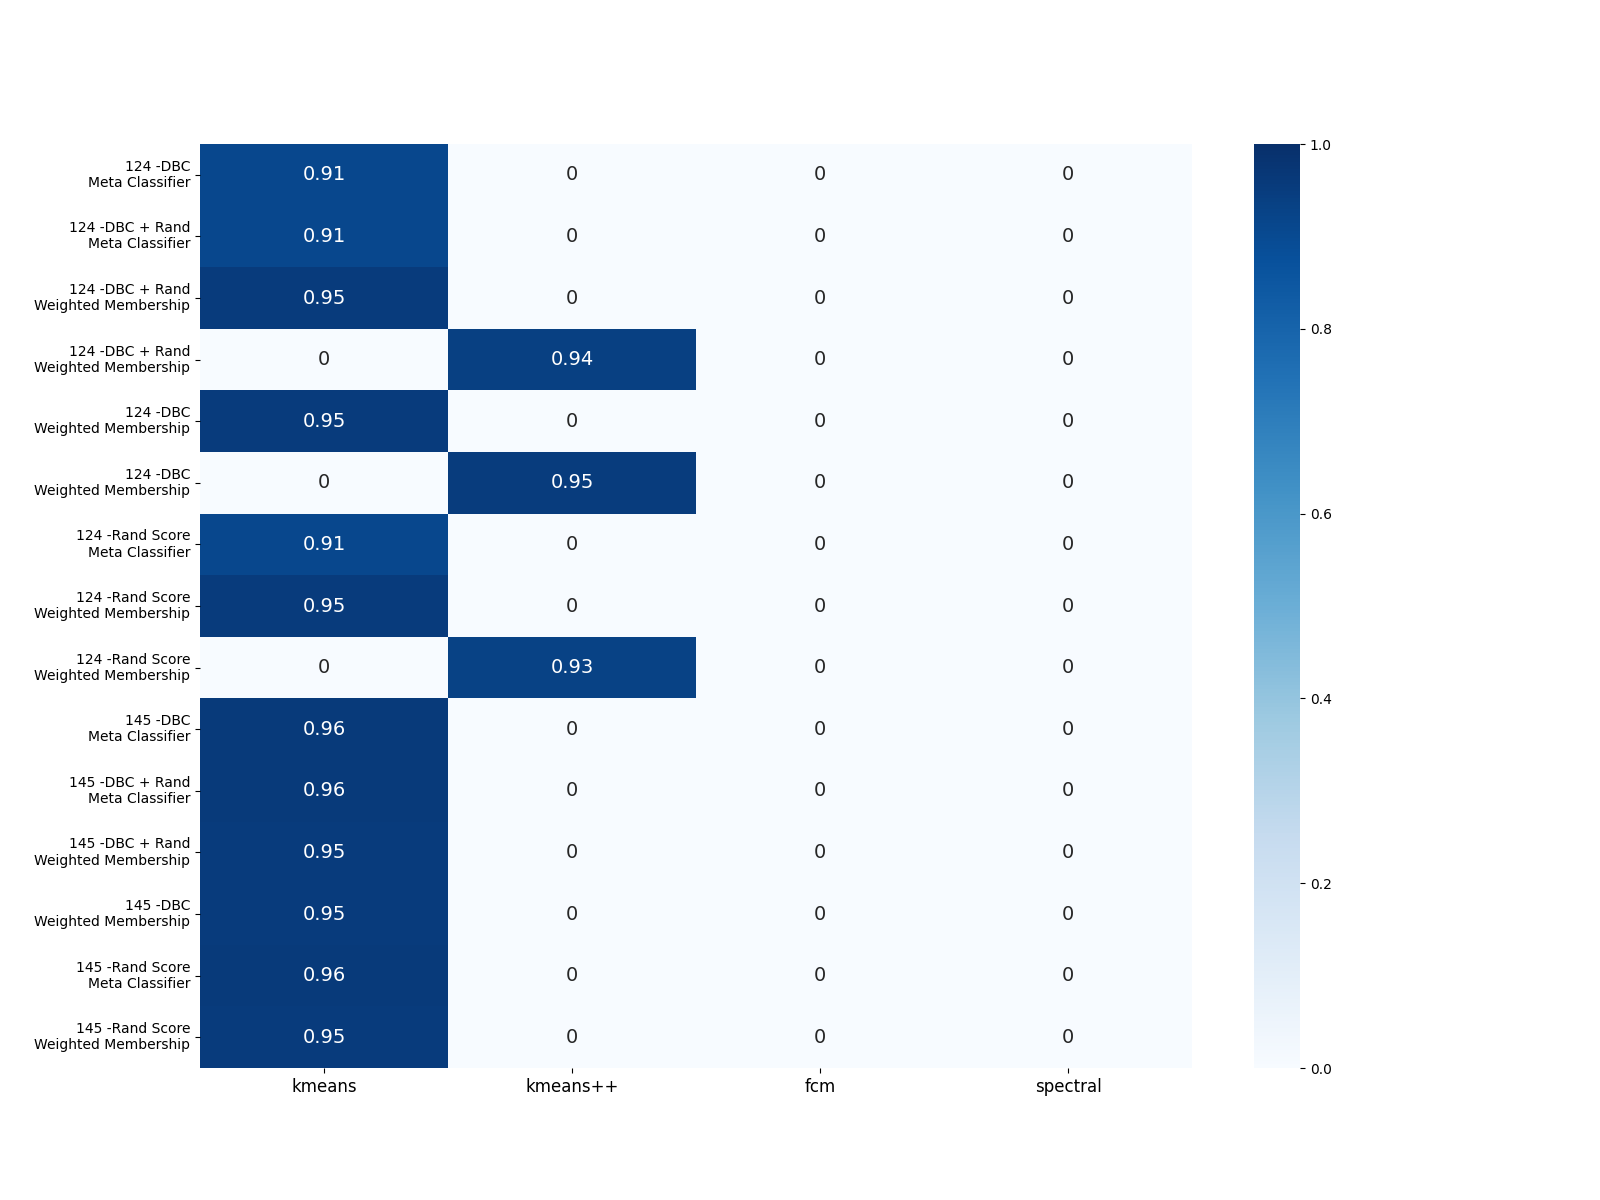 124 -DBC
Meta Classifier
0.91
0
0
0
124 -DBC + Rand
Meta Classifier
0.91
0
0
0
124 -DBC + Rand
Weighted Membership
0.95
0
0
0
124 -DBC + Rand
Weighted Membership
0
0.94
0
0
124 -DBC
Weighted Membership
0.95
0
0
0
124 -DBC
Weighted Membership
0
0.95
0
0
124 -Rand Score
Meta Classifier
0.91
0
0
0
124 -Rand Score
Weighted Membership
0.95
0
0
0
124 -Rand Score
Weighted Membership
0
0.93
0
0
145 -DBC
Meta Classifier
0.96
0
0
0
145 -DBC + Rand
Meta Classifier
0.96
0
0
0
145 -DBC + Rand
Weighted Membership
0.95
0
0
0
145 -DBC
Weighted Membership
0.95
0
0
0
145 -Rand Score
Meta Classifier
0.96
0
0
0
145 -Rand Score
Weighted Membership
0.95
0
0
0
kmeans
kmeans++
fcm
spectral
1.0
0.8
0.6
0.4
0.2
0.0